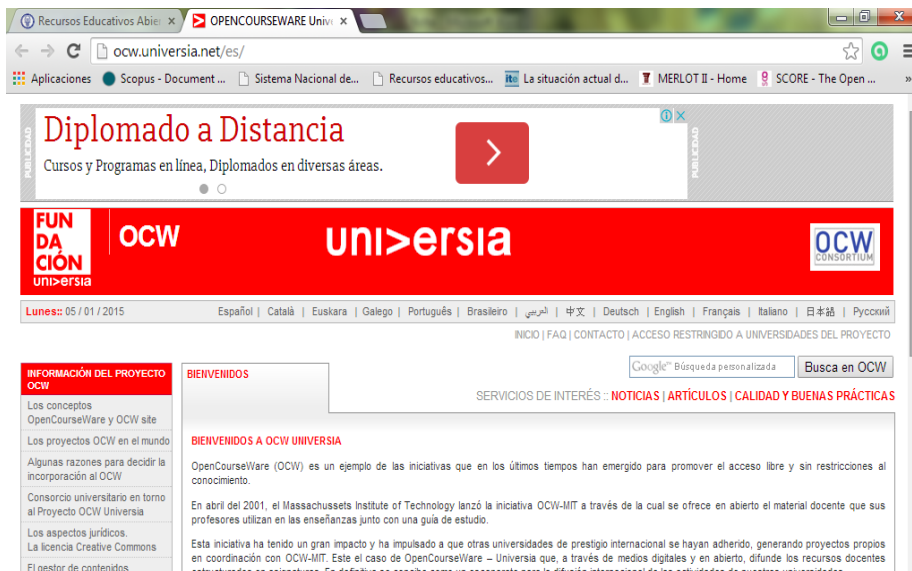 Recursos Educativos Abier
OPENCOURSEWARE Unive
ocw.universia.net/es/
Aplicaciones
Scopus - Document ...
Sistema Nacional de...
Recursos educativos...
ite La situación actual d...
MERLOT II - Home
SCORE - The Open ...
»
PUBLICIDAD
Diplomado a Distancia
Cursos y Programas en línea, Diplomados en diversas áreas.
PUBLICIDAD
FUN
DA
CIÓN
uni>ersia
OCW
uni>ersia
OCW
CONSORTIUM
Lunes:: 05 / 01 / 2015
Español | Català | Euskara | Galego | Português | Brasileiro | العربي | 中文 | Deutsch | English | Français | Italiano | 日本語 | Русский
INICIO | FAQ | CONTACTO | ACCESO RESTRINGIDO A UNIVERSIDADES DEL PROYECTO
Google™ Búsqueda personalizada
Busca en OCW
SERVICIOS DE INTERÉS :: NOTICIAS | ARTÍCULOS | CALIDAD Y BUENAS PRÁCTICAS
INFORMACIÓN DEL PROYECTO
OCW
Los conceptos
OpenCourseWare y OCW site
Los proyectos OCW en el mundo
Algunas razones para decidir la
incorporación al OCW
Consorcio universitario en torno
al Proyecto OCW Universia
Los aspectos jurídicos.
La licencia Creative Commons
El gestor de contenidos
BIENVENIDOS
BIENVENIDOS A OCW UNIVERSIA
OpenCourseWare (OCW) es un ejemplo de las iniciativas que en los últimos tiempos han emergido para promover el acceso libre y sin restricciones al
conocimiento.
En abril del 2001, el Massachussets Institute of Technology lanzó la iniciativa OCW-MIT a través de la cual se ofrece en abierto el material docente que sus
profesores utilizan en las enseñanzas junto con una guía de estudio.
Esta iniciativa ha tenido un gran impacto y ha impulsado a que otras universidades de prestigio internacional se hayan adherido, generando proyectos propios
en coordinación con OCW-MIT. Este el caso de OpenCourseWare – Universia que, a través de medios digitales y en abierto, difunde los recursos docentes